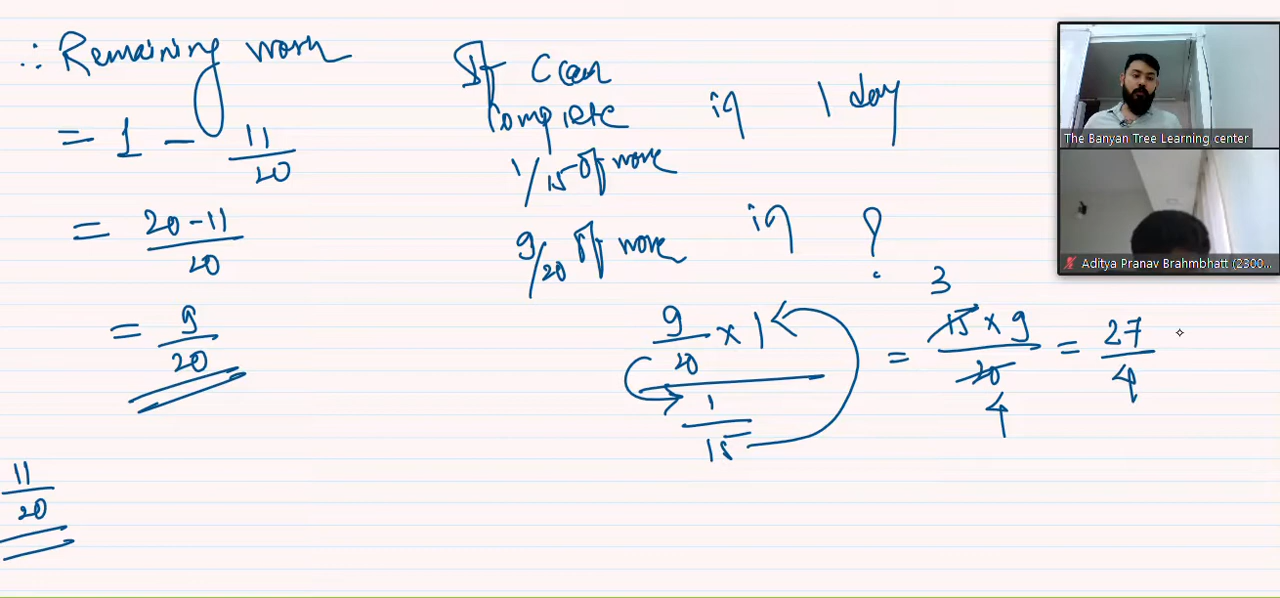 ∴ Remaining work
= 1 - 11/20
= 20-11/20
= 9/20
11/20
If C can
complete
1/15 of work
in 1 day
9/20 of work in ?
9/20 × 1
1/15
= 15 × 9/20 = 27/4
3
4
The Banyan Tree Learning center
Aditya Pranav Brahmbhatt (2300...